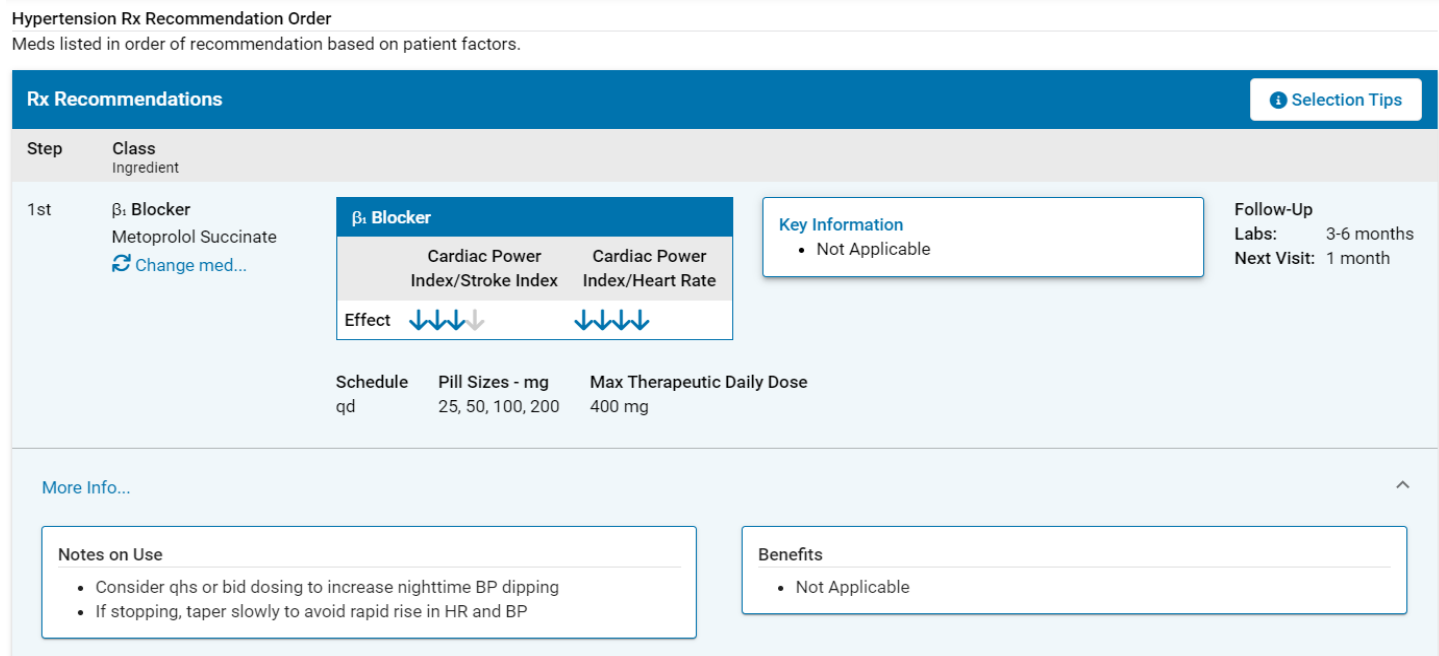 Hypertension Rx Recommendation Order
Meds listed in order of recommendation based on patient factors.
Rx Recommendations
Selection Tips
Step
Class
Ingredient
1st
β₁ Blocker
Metoprolol Succinate
Change med...
β₁ Blocker
Cardiac Power
Index/Stroke Index
Cardiac Power
Index/Heart Rate
Effect
Schedule
qd
Pill Sizes - mg
25, 50, 100, 200
Max Therapeutic Daily Dose
400 mg
Key Information
• Not Applicable
Follow-Up
Labs: 3-6 months
Next Visit: 1 month
More Info...
Notes on Use
• Consider qhs or bid dosing to increase nighttime BP dipping
• If stopping, taper slowly to avoid rapid rise in HR and BP
Benefits
• Not Applicable